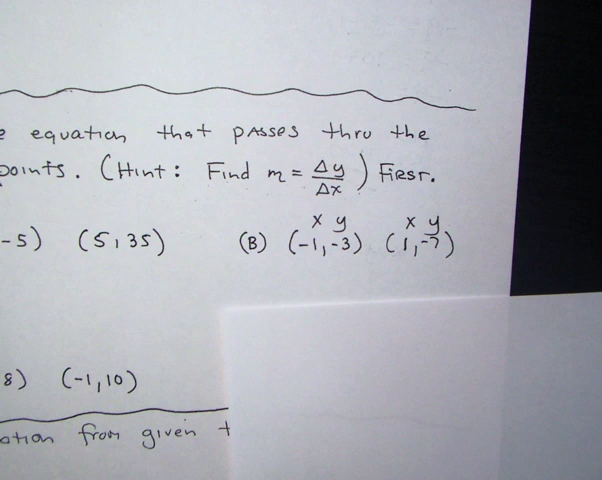 e equation that passes thru the
points. (Hint: Find m = Δy/Δx) First.
x y x y
-5) (5,35) (B) (-1,-3) (1,-7)
8) (-1,10)
ation from given t